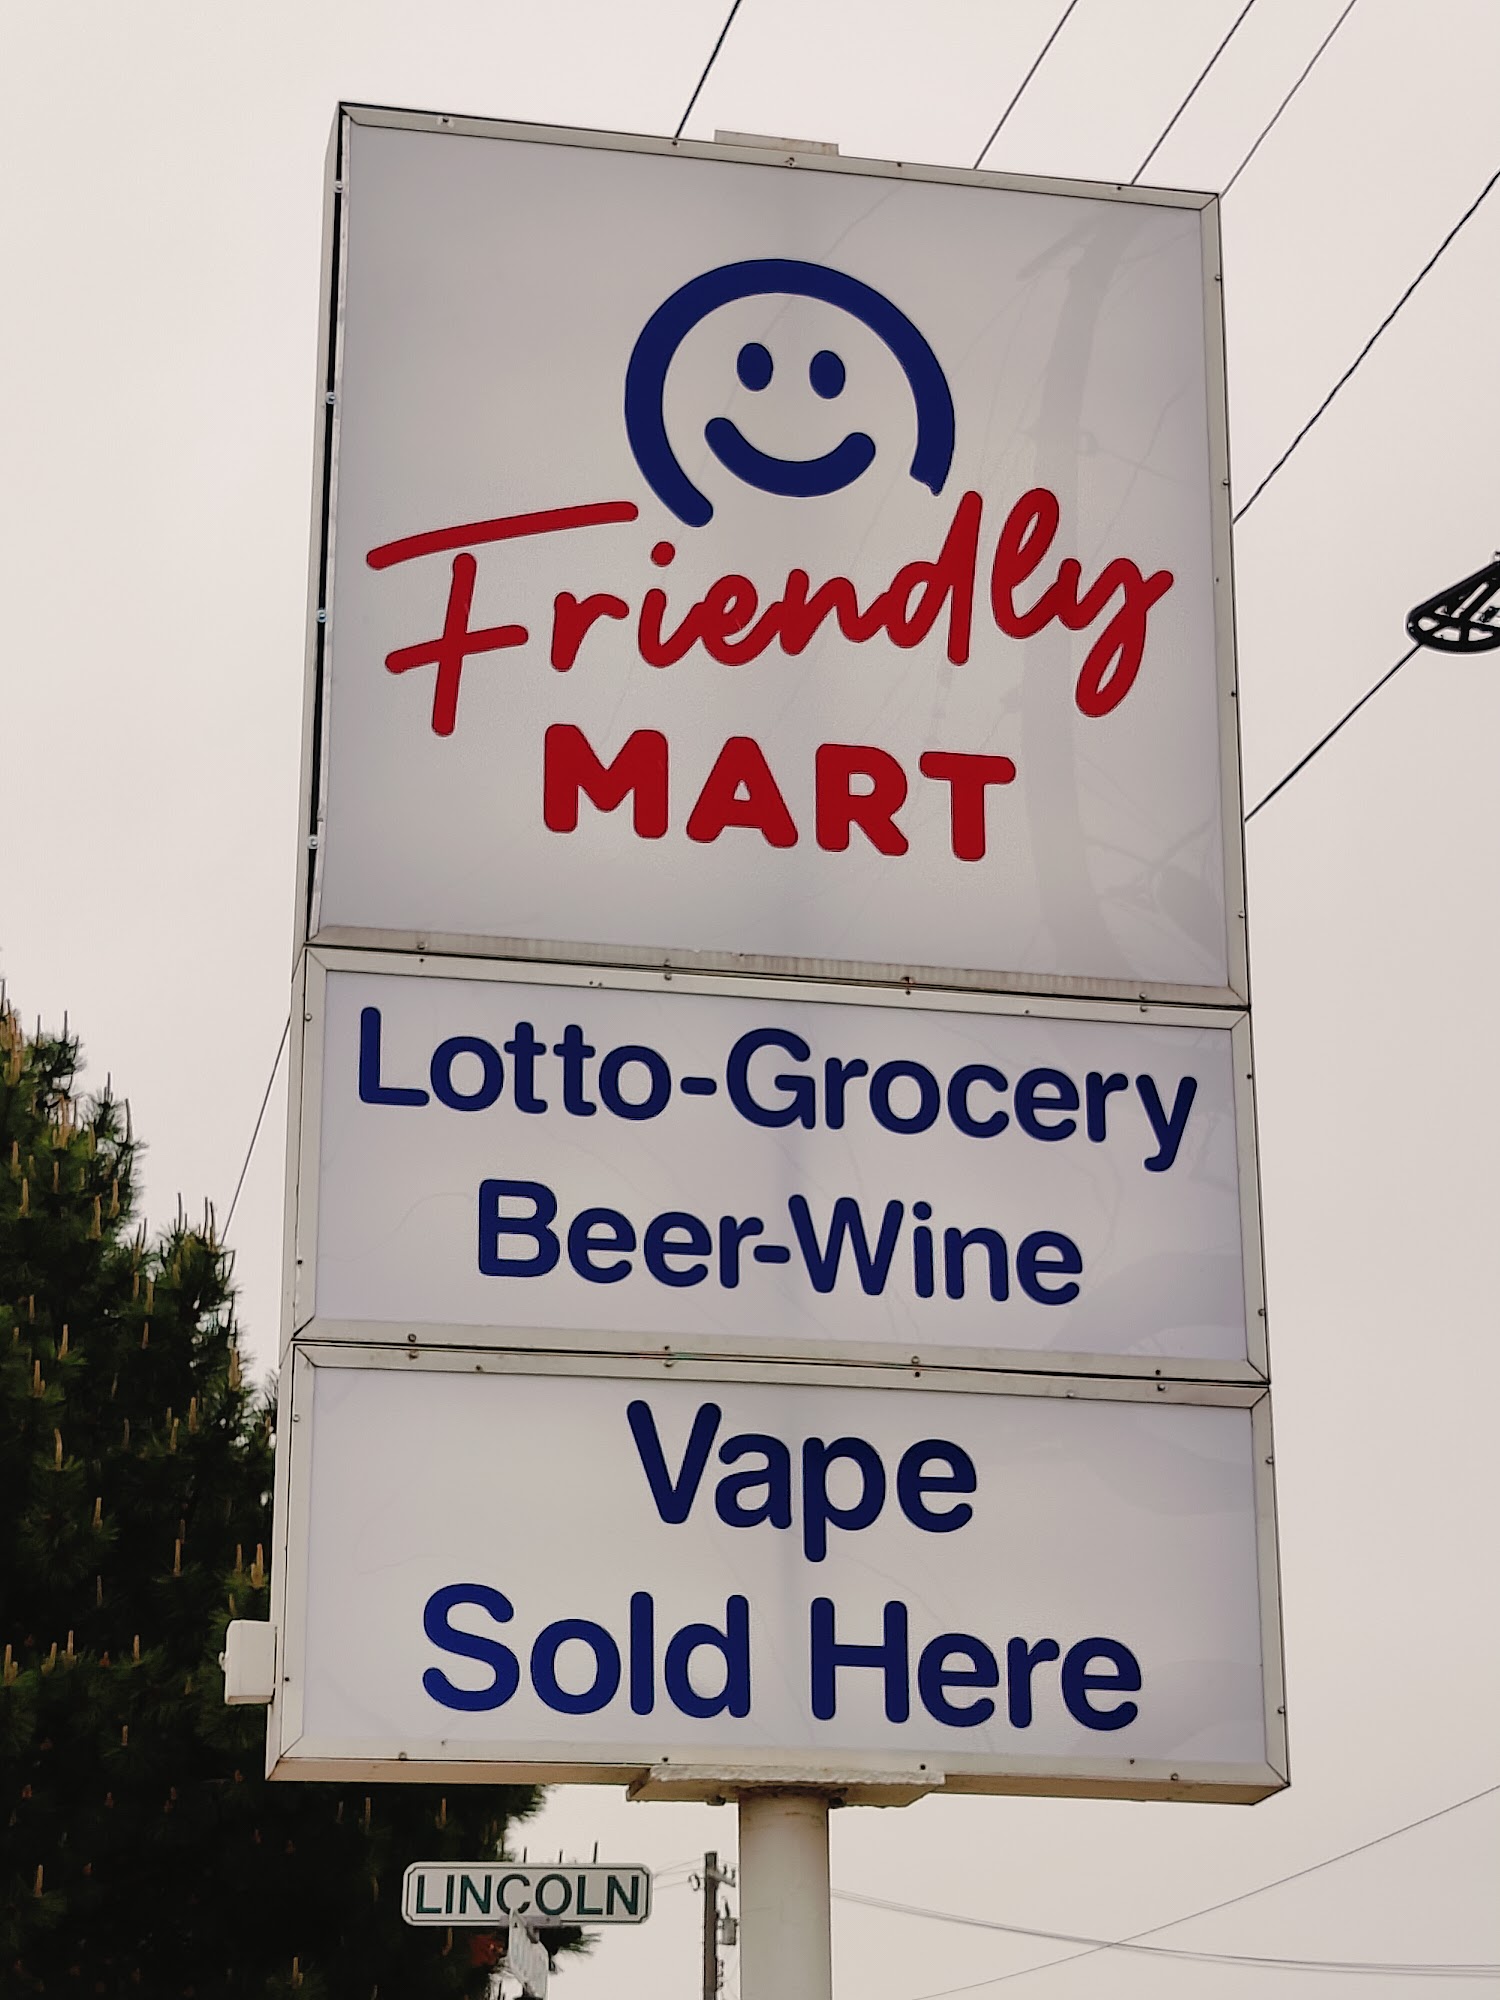 Friendly
MART
Lotto-Grocery
Beer-Wine
Vape
Sold Here
LINCOLN